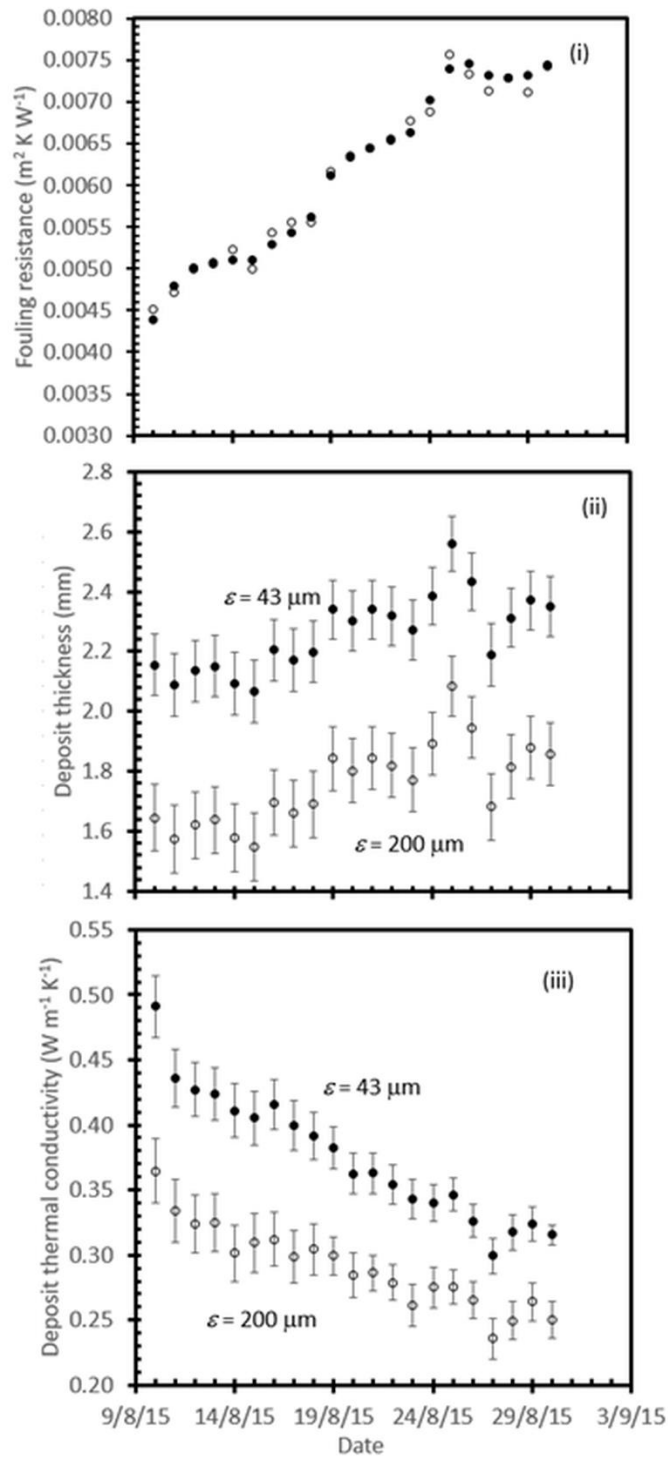 0.0080
0.0075
0.0070
0.0065
0.0060
0.0055
0.0050
0.0045
0.0040
0.0035
0.0030
Fouling resistance (m² K W⁻¹)
(i)
2.8
2.6
2.4
2.2
2.0
1.8
1.6
1.4
Deposit thickness (mm)
(ii)
ε = 43 μm
ε = 200 μm
0.55
0.50
0.45
0.40
0.35
0.30
0.25
0.20
Deposit thermal conductivity (W m⁻¹ K⁻¹)
(iii)
ε = 43 μm
ε = 200 μm
9/8/15 14/8/15 19/8/15 24/8/15 29/8/15 3/9/15
Date